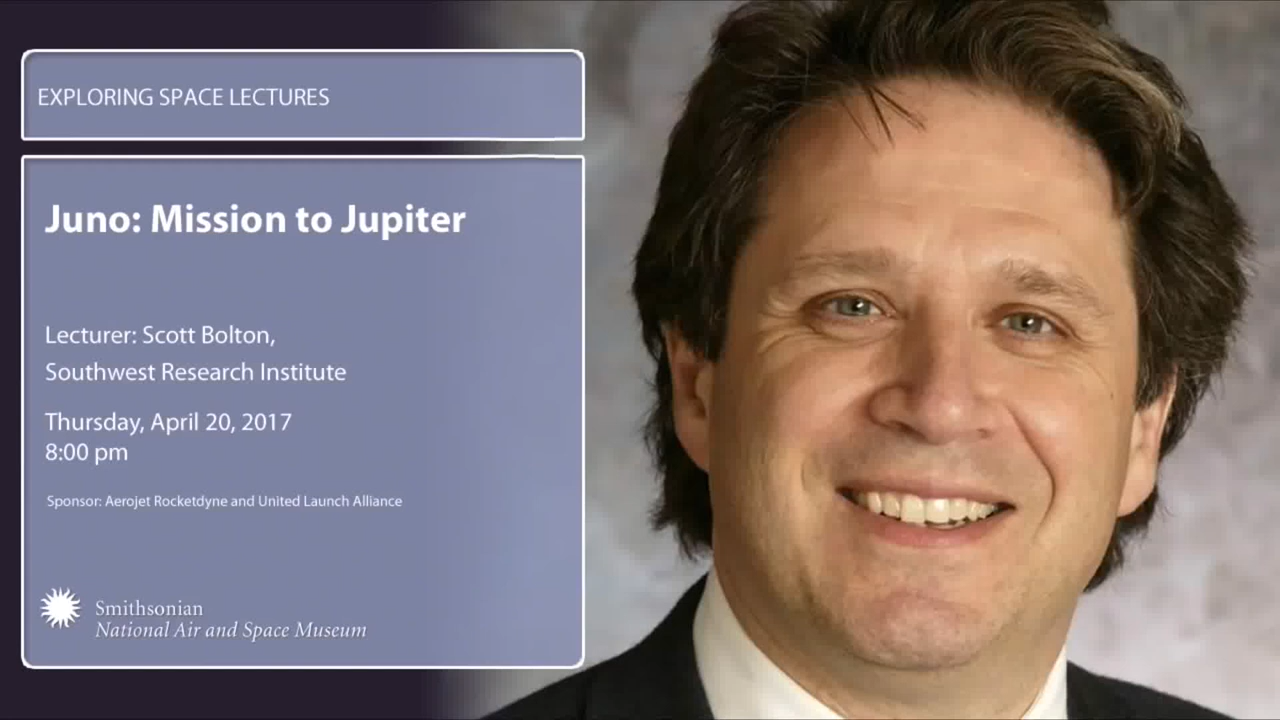 EXPLORING SPACE LECTURES
Juno: Mission to Jupiter
Lecturer: Scott Bolton,
Southwest Research Institute
Thursday, April 20, 2017
8:00 pm
Sponsor: Aerojet Rocketdyne and United Launch Alliance
Smithsonian
National Air and Space Museum